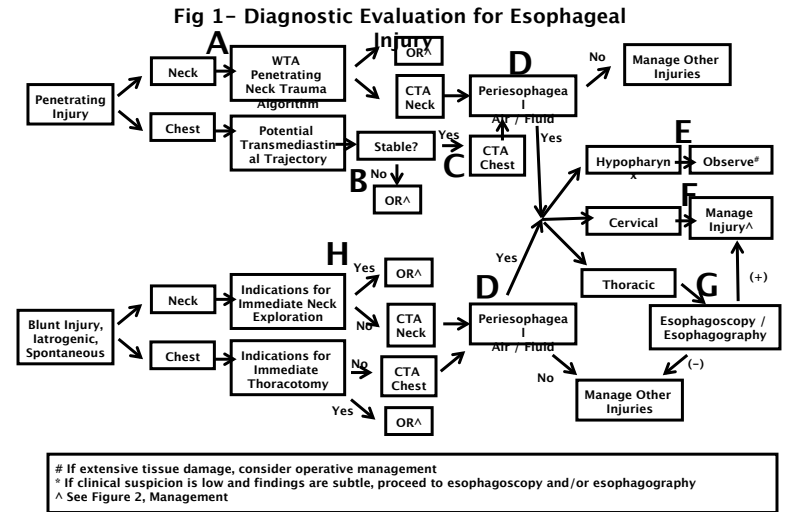 Fig 1– Diagnostic Evaluation for Esophageal
Injury
A
B
C
D
E
F
G
H
D
Penetrating
Injury
Neck
Chest
WTA
Penetrating
Neck Trauma
Algorithm
OR^
CTA
Neck
Potential
Transmediastin
al Trajectory
Stable?
Yes
No
OR^
CTA
Chest
Periesophagea
l
Air / Fluid
No
Manage Other
Injuries
Yes
Hypopharyn
x
Observe#
Cervical
Manage
Injury^
Thoracic
Esophagoscopy /
Esophagography
(+)
(–)
Manage Other
Injuries
Blunt Injury,
Iatrogenic,
Spontaneous
Neck
Chest
Indications for
Immediate Neck
Exploration
Yes
OR^
No
CTA
Neck
Indications for
Immediate
Thoracotomy
No
CTA
Chest
Yes
OR^
Periesophagea
l
Air / Fluid
Yes
No
# If extensive tissue damage, consider operative management
* If clinical suspicion is low and findings are subtle, proceed to esophagoscopy and/or esophagography
^ See Figure 2, Management